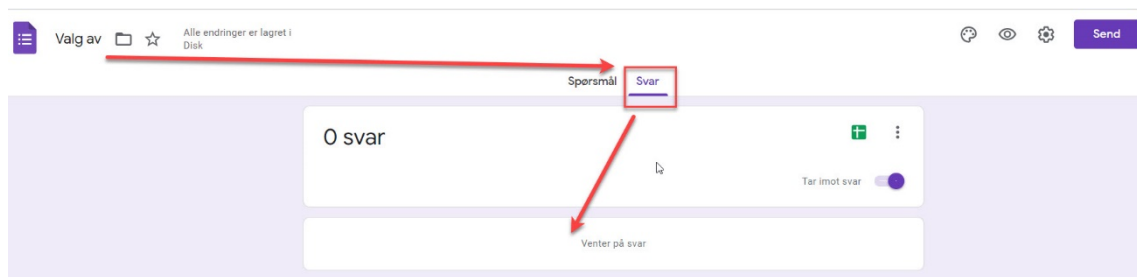 Valg av
Alle endringer er lagret i
Disk
Send
Spørsmål Svar
0 svar
Tar imot svar
Venter på svar